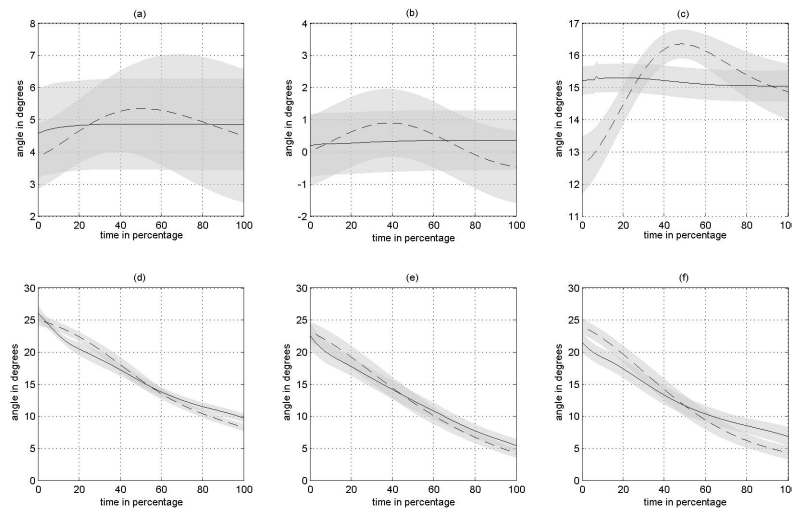 (a)
8
7
6
5
4
3
2
0 20 40 60 80 100
angle in degrees
time in percentage
(b)
4
3
2
1
0
-1
-2
0 20 40 60 80 100
angle in degrees
time in percentage
(c)
17
16
15
14
13
12
11
0 20 40 60 80 100
angle in degrees
time in percentage
(d)
30
25
20
15
10
5
0
0 20 40 60 80 100
angle in degrees
time in percentage
(e)
30
25
20
15
10
5
0
0 20 40 60 80 100
angle in degrees
time in percentage
(f)
30
25
20
15
10
5
0
0 20 40 60 80 100
angle in degrees
time in percentage